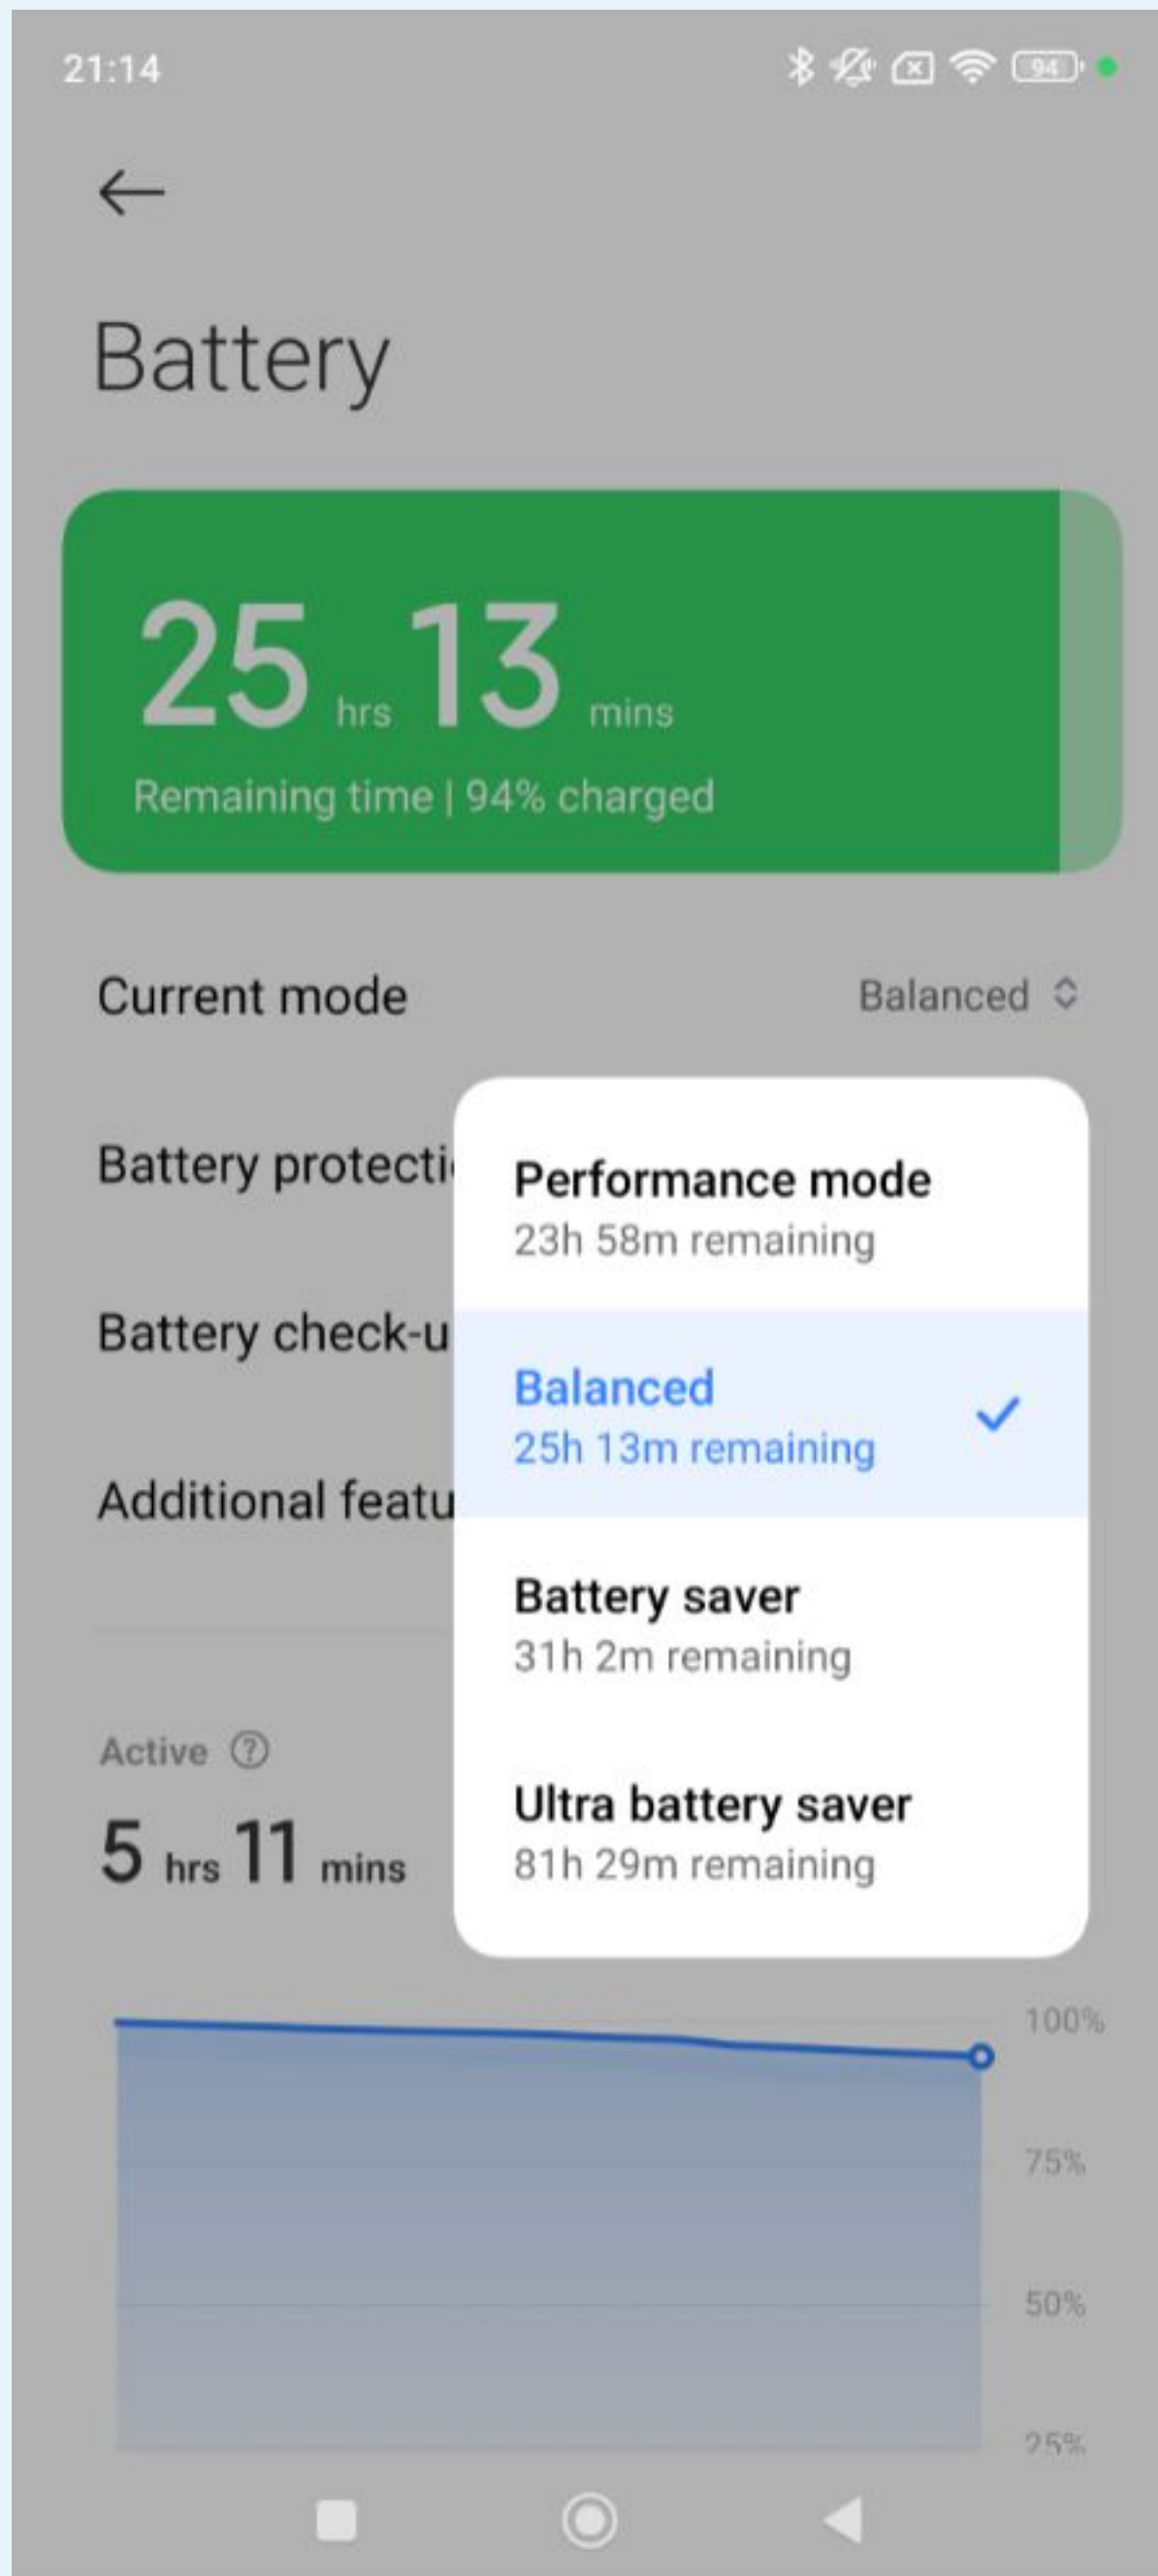 21:14
94
Battery
25 hrs 13 mins
Remaining time | 94% charged
Current mode
Balanced
Battery protecti
Performance mode
23h 58m remaining
Battery check-u
Balanced
25h 13m remaining
Additional featu
Battery saver
31h 2m remaining
Active
5 hrs 11 mins
Ultra battery saver
81h 29m remaining
100%
75%
50%
25%